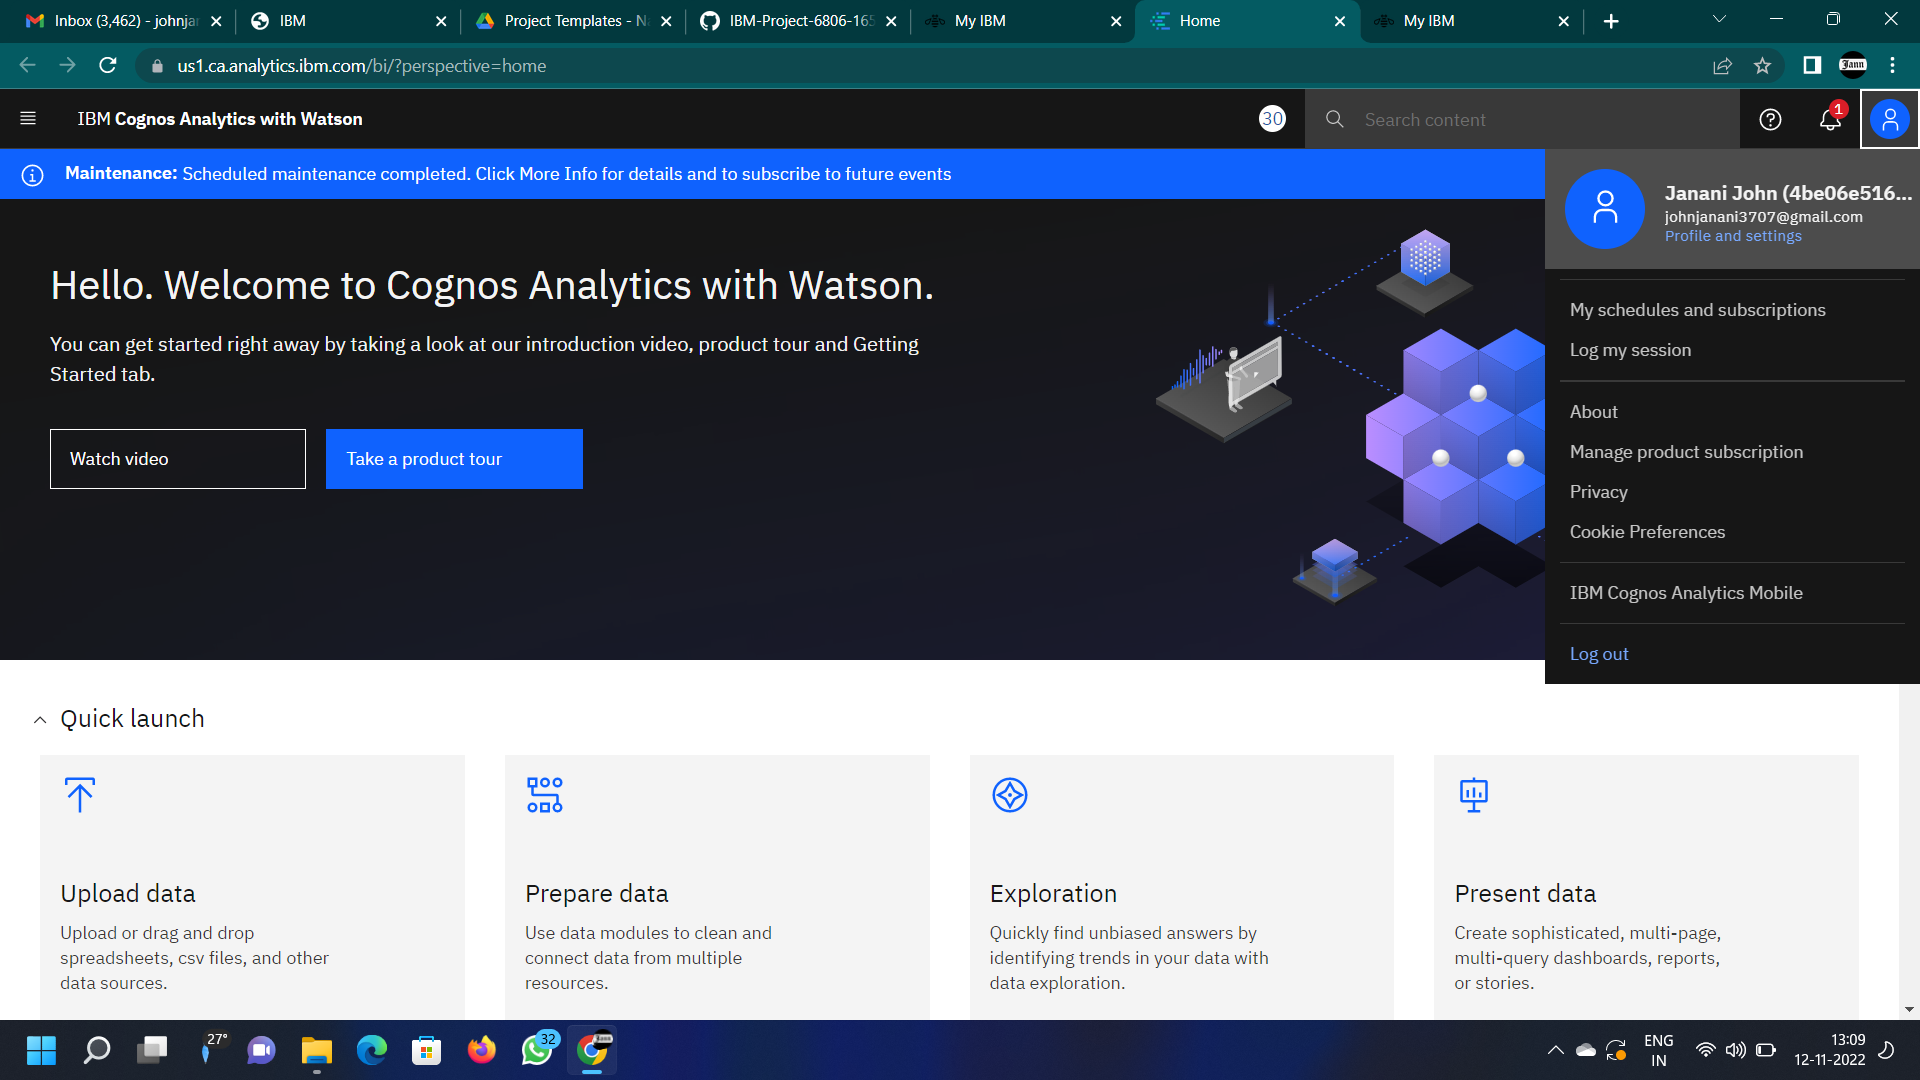 Inbox (3,462) - johnja
IBM
Project Templates - N
IBM-Project-6806-165
My IBM
Home
My IBM
us1.ca.analytics.ibm.com/bi/?perspective=home
Jann
IBM Cognos Analytics with Watson
30
Search content
1
Maintenance: Scheduled maintenance completed. Click More Info for details and to subscribe to future events
Janani John (4be06e516...
johnjanani3707@gmail.com
Profile and settings
Hello. Welcome to Cognos Analytics with Watson.
You can get started right away by taking a look at our introduction video, product tour and Getting
Started tab.
Watch video
Take a product tour
My schedules and subscriptions
Log my session
About
Manage product subscription
Privacy
Cookie Preferences
IBM Cognos Analytics Mobile
Log out
Quick launch
Upload data
Upload or drag and drop
spreadsheets, csv files, and other
data sources.
Prepare data
Use data modules to clean and
connect data from multiple
resources.
Exploration
Quickly find unbiased answers by
identifying trends in your data with
data exploration.
Present data
Create sophisticated, multi-page,
multi-query dashboards, reports,
or stories.
27°
32
ENG
IN
13:09
12-11-2022